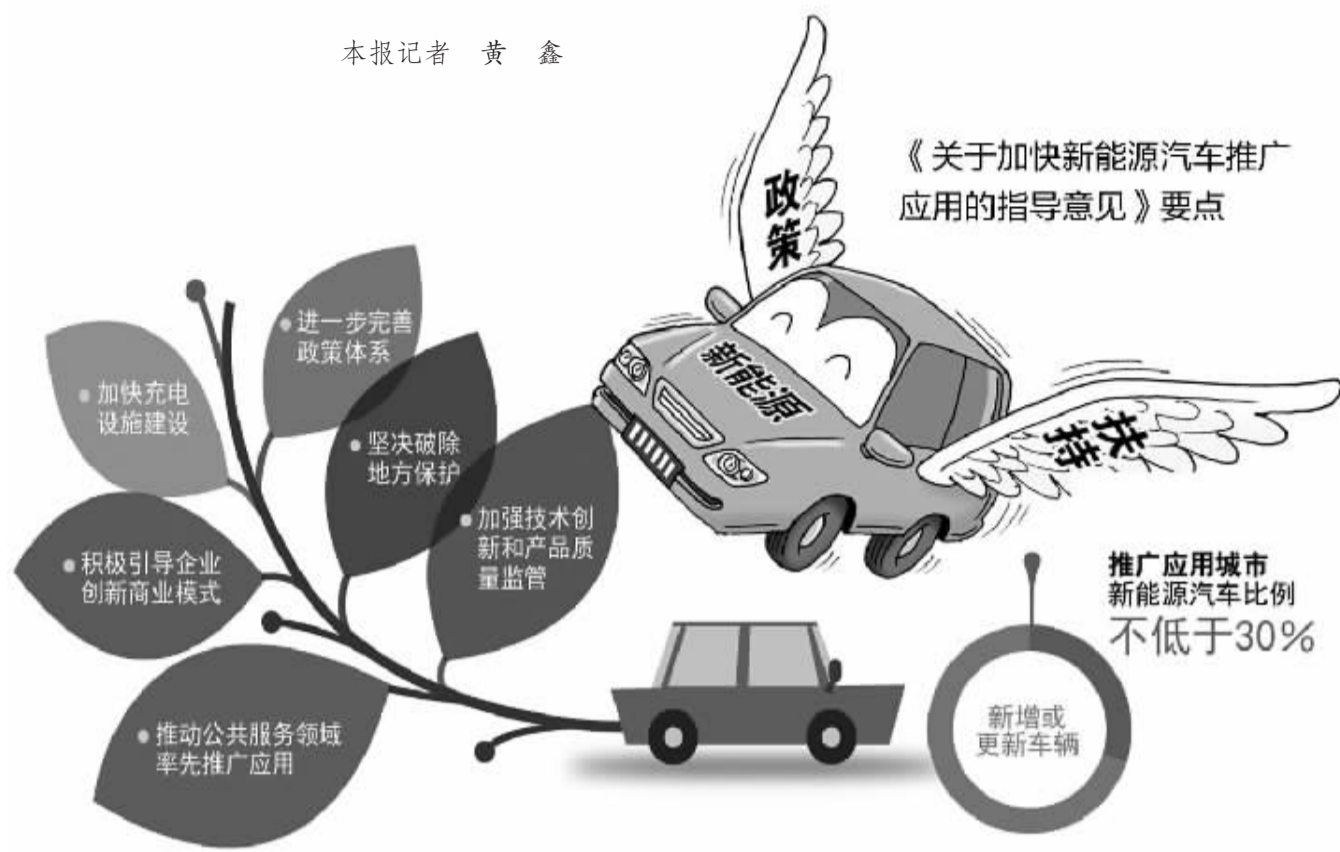 本报记者 黄 鑫
《关于加快新能源汽车推广
应用的指导意见》要点
政策
扶持
新能源
● 进一步完善
政策体系
● 加快充电
设施建设
● 坚决破除
地方保护
● 加强技术创
新和产品质
量监管
● 积极引导企业
创新商业模式
● 推动公共服务领域
率先推广应用
推广应用城市
新能源汽车比例
不低于30%
新增或
更新车辆